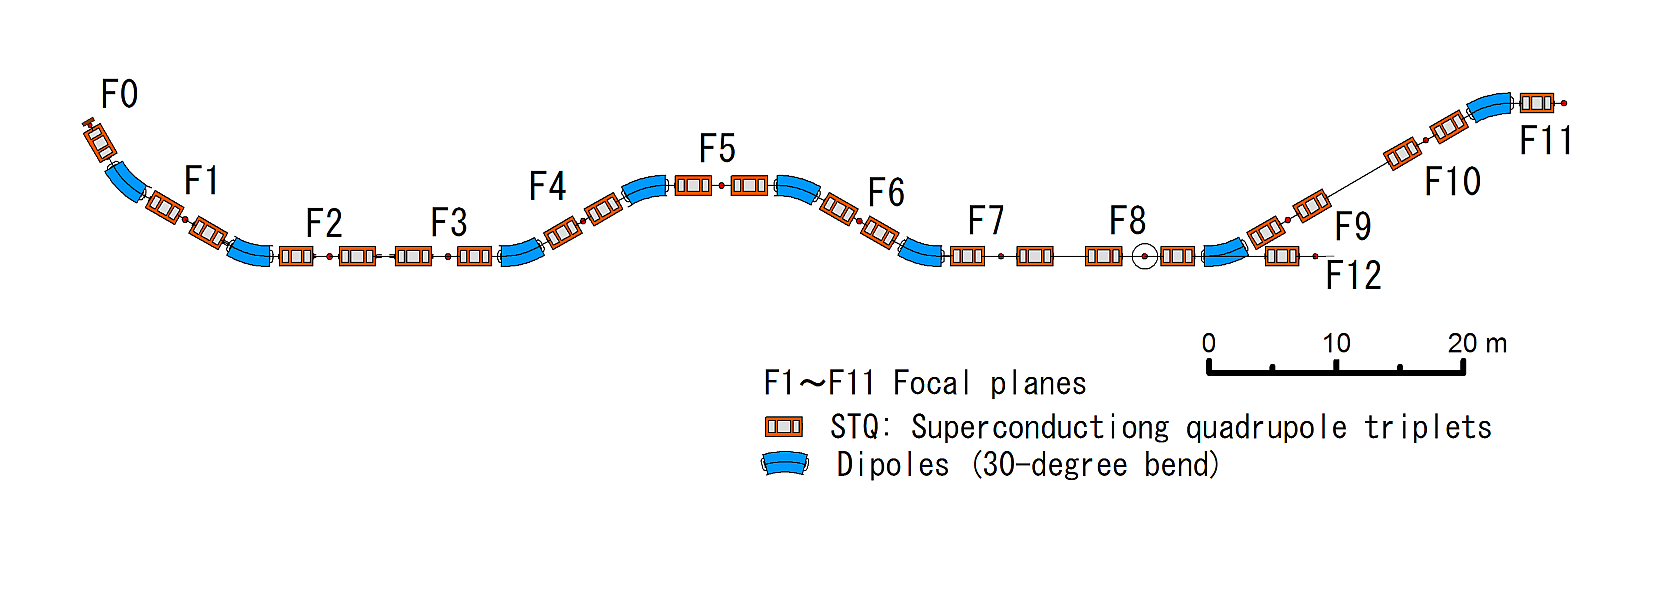 F0
F1
F2
F3
F4
F5
F6
F7
F8
F9
F10
F11
F12
0 10 20 m
F1～F11 Focal planes
STQ: Superconductiong quadrupole triplets
Dipoles (30-degree bend)